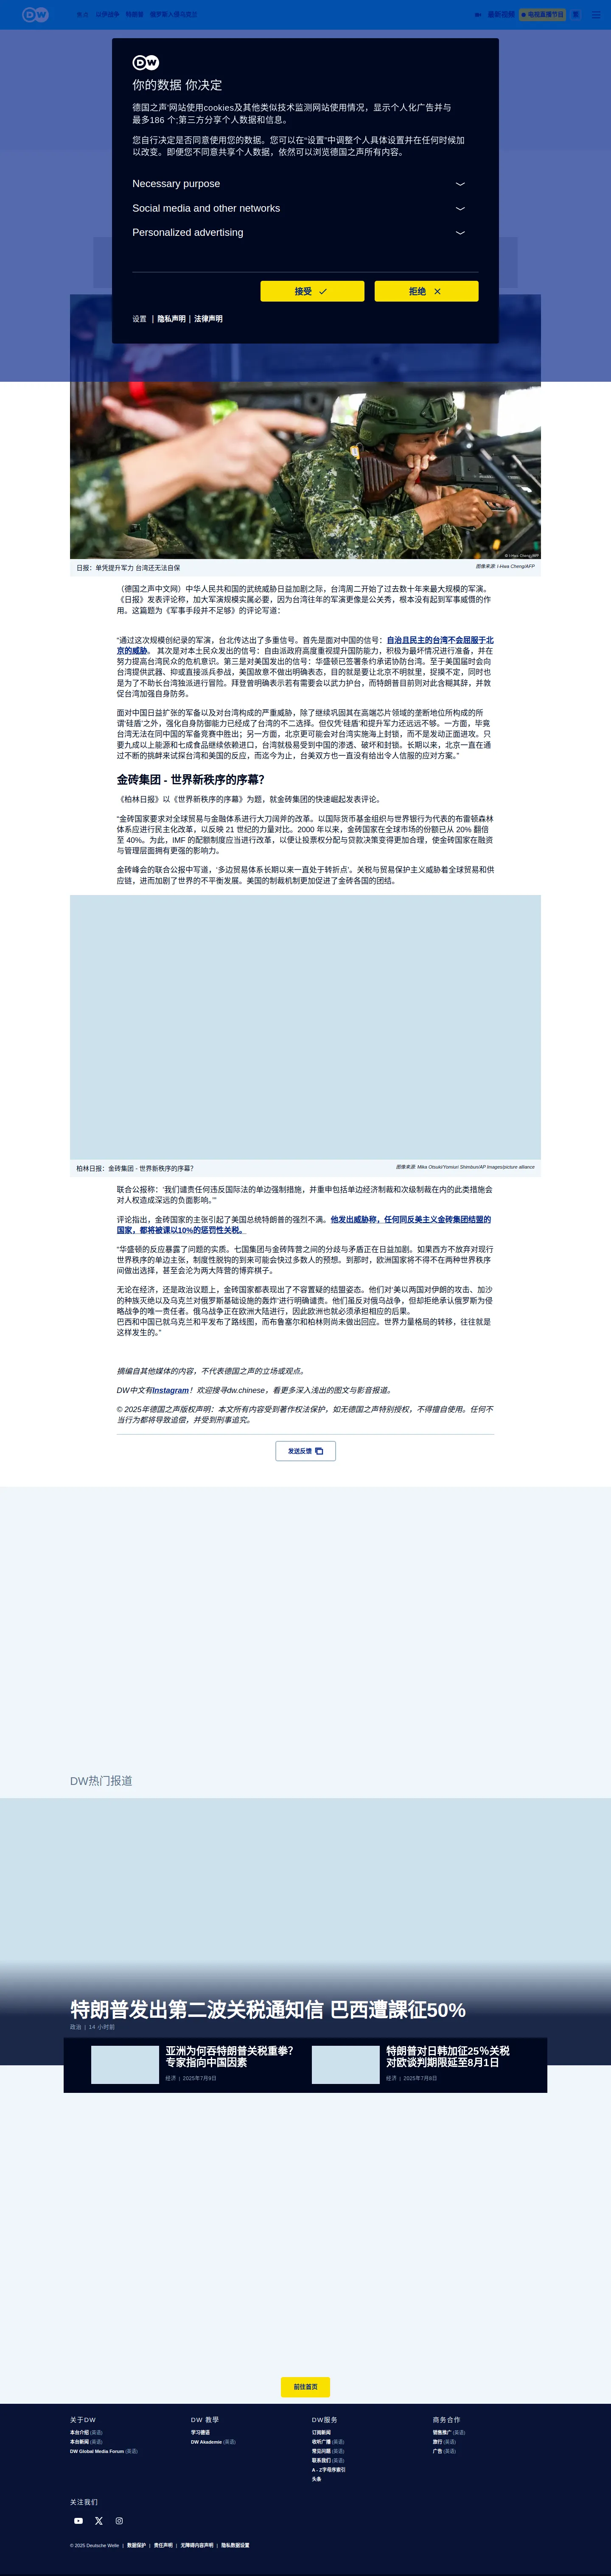 DW
以伊战争
特朗普
最新视频
电视直播节目
DW
你的数据 你决定
德国之声’网站使用cookies及其他类似技术监测网站使用情况，显示个人化广告并与
最多186 个;第三方分享个人数据和信息。
您自行决定是否同意使用您的数据。您可以在“设置”中调整个人具体设置并在任何时候加
以改变。即便您不同意共享个人数据，依然可以浏览德国之声所有内容。
Necessary purpose
Social media and other networks
Personalized advertising
接受
拒绝
设置 | 隐私声明 | 法律声明
© I-Hwa Cheng/AFP
日报：单凭提升军力 台湾还无法自保
图像来源: I-Hwa Cheng/AFP
（德国之声中文网）中华人民共和国的武统威胁日益加剧之际，台湾周二开始了过去数十年来最大规模的军演。
《日报》发表评论称，加大军演规模实属必要，因为台湾往年的军演更像是公关秀，根本没有起到军事威慑的作
用。这篇题为《军事手段并不足够》的评论写道：
“通过这次规模创纪录的军演，台北传达出了多重信号。首先是面对中国的信号：自治且民主的台湾不会屈服于北
京的威胁。 其次是对本土民众发出的信号：自由派政府高度重视提升国防能力，积极为最坏情况进行准备，并在
努力提高台湾民众的危机意识。第三是对美国发出的信号：华盛顿已签署条约承诺协防台湾。至于美国届时会向
台湾提供武器、抑或直接派兵参战，美国故意不做出明确表态，目的就是要让北京不明就里，捉摸不定，同时也
是为了不助长台湾独派进行冒险。拜登曾明确表示若有需要会以武力护台，而特朗普目前则对此含糊其辞，并敦
促台湾加强自身防务。
面对中国日益扩张的军备以及对台湾构成的严重威胁，除了继续巩固其在高端芯片领域的垄断地位所构成的所
谓‘硅盾’之外，强化自身防御能力已经成了台湾的不二选择。但仅凭‘硅盾’和提升军力还远远不够。一方面，毕竟
台湾无法在同中国的军备竞赛中胜出；另一方面，北京更可能会对台湾实施海上封锁，而不是发动正面进攻。只
要九成以上能源和七成食品继续依赖进口，台湾就极易受到中国的渗透、破坏和封锁。长期以来，北京一直在通
过不断的挑衅来试探台湾和美国的反应，而迄今为止，台美双方也一直没有给出令人信服的应对方案。”
金砖集团 - 世界新秩序的序幕?
《柏林日报》以《世界新秩序的序幕》为题，就金砖集团的快速崛起发表评论。
“金砖国家要求对全球贸易与金融体系进行大刀阔斧的改革。以国际货币基金组织与世界银行为代表的布雷顿森林
体系应进行民主化改革，以反映 21 世纪的力量对比。2000 年以来，金砖国家在全球市场的份额已从 20% 翻倍
至 40%。为此，IMF 的配额制度应当进行改革，以便让投票权分配与贷款决策变得更加合理，使金砖国家在融资
与管理层面拥有更强的影响力。
金砖峰会的联合公报中写道，‘多边贸易体系长期以来一直处于转折点’。关税与贸易保护主义威胁着全球贸易和供
应链，进而加剧了世界的不平衡发展。美国的制裁机制更加促进了金砖各国的团结。
柏林日报：金砖集团 - 世界新秩序的序幕?
图像来源: Mika Otsuki/Yomiuri Shimbun/AP Images/picture alliance
联合公报称：‘我们谴责任何违反国际法的单边强制措施，并重申包括单边经济制裁和次级制裁在内的此类措施会
对人权造成深远的负面影响。’”
评论指出，金砖国家的主张引起了美国总统特朗普的强烈不满。他发出威胁称，任何同反美主义金砖集团结盟的
国家，都将被课以10%的惩罚性关税。
“华盛顿的反应暴露了问题的实质。七国集团与金砖阵营之间的分歧与矛盾正在日益加剧。如果西方不放弃对现行
世界秩序的单边主张，制度性脱钩的到来可能会快过多数人的预想。到那时，欧洲国家将不得不在两种世界秩序
间做出选择，甚至会沦为两大阵营的博弈棋子。
无论在经济，还是政治议题上，金砖国家都表现出了不容置疑的结盟姿态。他们对‘美以两国对伊朗的攻击、加沙
的种族灭绝以及乌克兰对俄罗斯基础设施的轰炸’进行明确谴责。他们虽反对俄乌战争，但却拒绝承认俄罗斯为侵
略战争的唯一责任者。俄乌战争正在欧洲大陆进行，因此欧洲也就必须承担相应的后果。
巴西和中国已就乌克兰和平发布了路线图，而布鲁塞尔和柏林则尚未做出回应。世界力量格局的转移，往往就是
这样发生的。”
摘编自其他媒体的内容，不代表德国之声的立场或观点。
DW中文有Instagram！欢迎搜寻dw.chinese，看更多深入浅出的图文与影音报道。
© 2025年德国之声版权声明：本文所有内容受到著作权法保护，如无德国之声特别授权，不得擅自使用。任何不
当行为都将导致追偿，并受到刑事追究。
发送反馈
DW热门报道
特朗普发出第二波关税通知信 巴西遭課征50%
政治 | 14 小时前
亚洲为何吞特朗普关税重拳?
专家指向中国因素
经济 | 2025年7月9日
特朗普对日韩加征25％关税
对欧谈判期限延至8月1日
经济 | 2025年7月8日
前往首页
关于DW
本台介绍 (英语)
本台新闻 (英语)
DW Global Media Forum (英语)
DW 教學
学习德语
DW Akademie (英语)
DW服务
订阅新闻
收听广播 (英语)
常见问题 (英语)
联系我们 (英语)
A - Z字母序索引
头条
商务合作
销售推广 (英语)
旅行 (英语)
广告 (英语)
关注我们
© 2025 Deutsche Welle | 数据保护 | 责任声明 | 无障碍内容声明 | 隐私数据设置